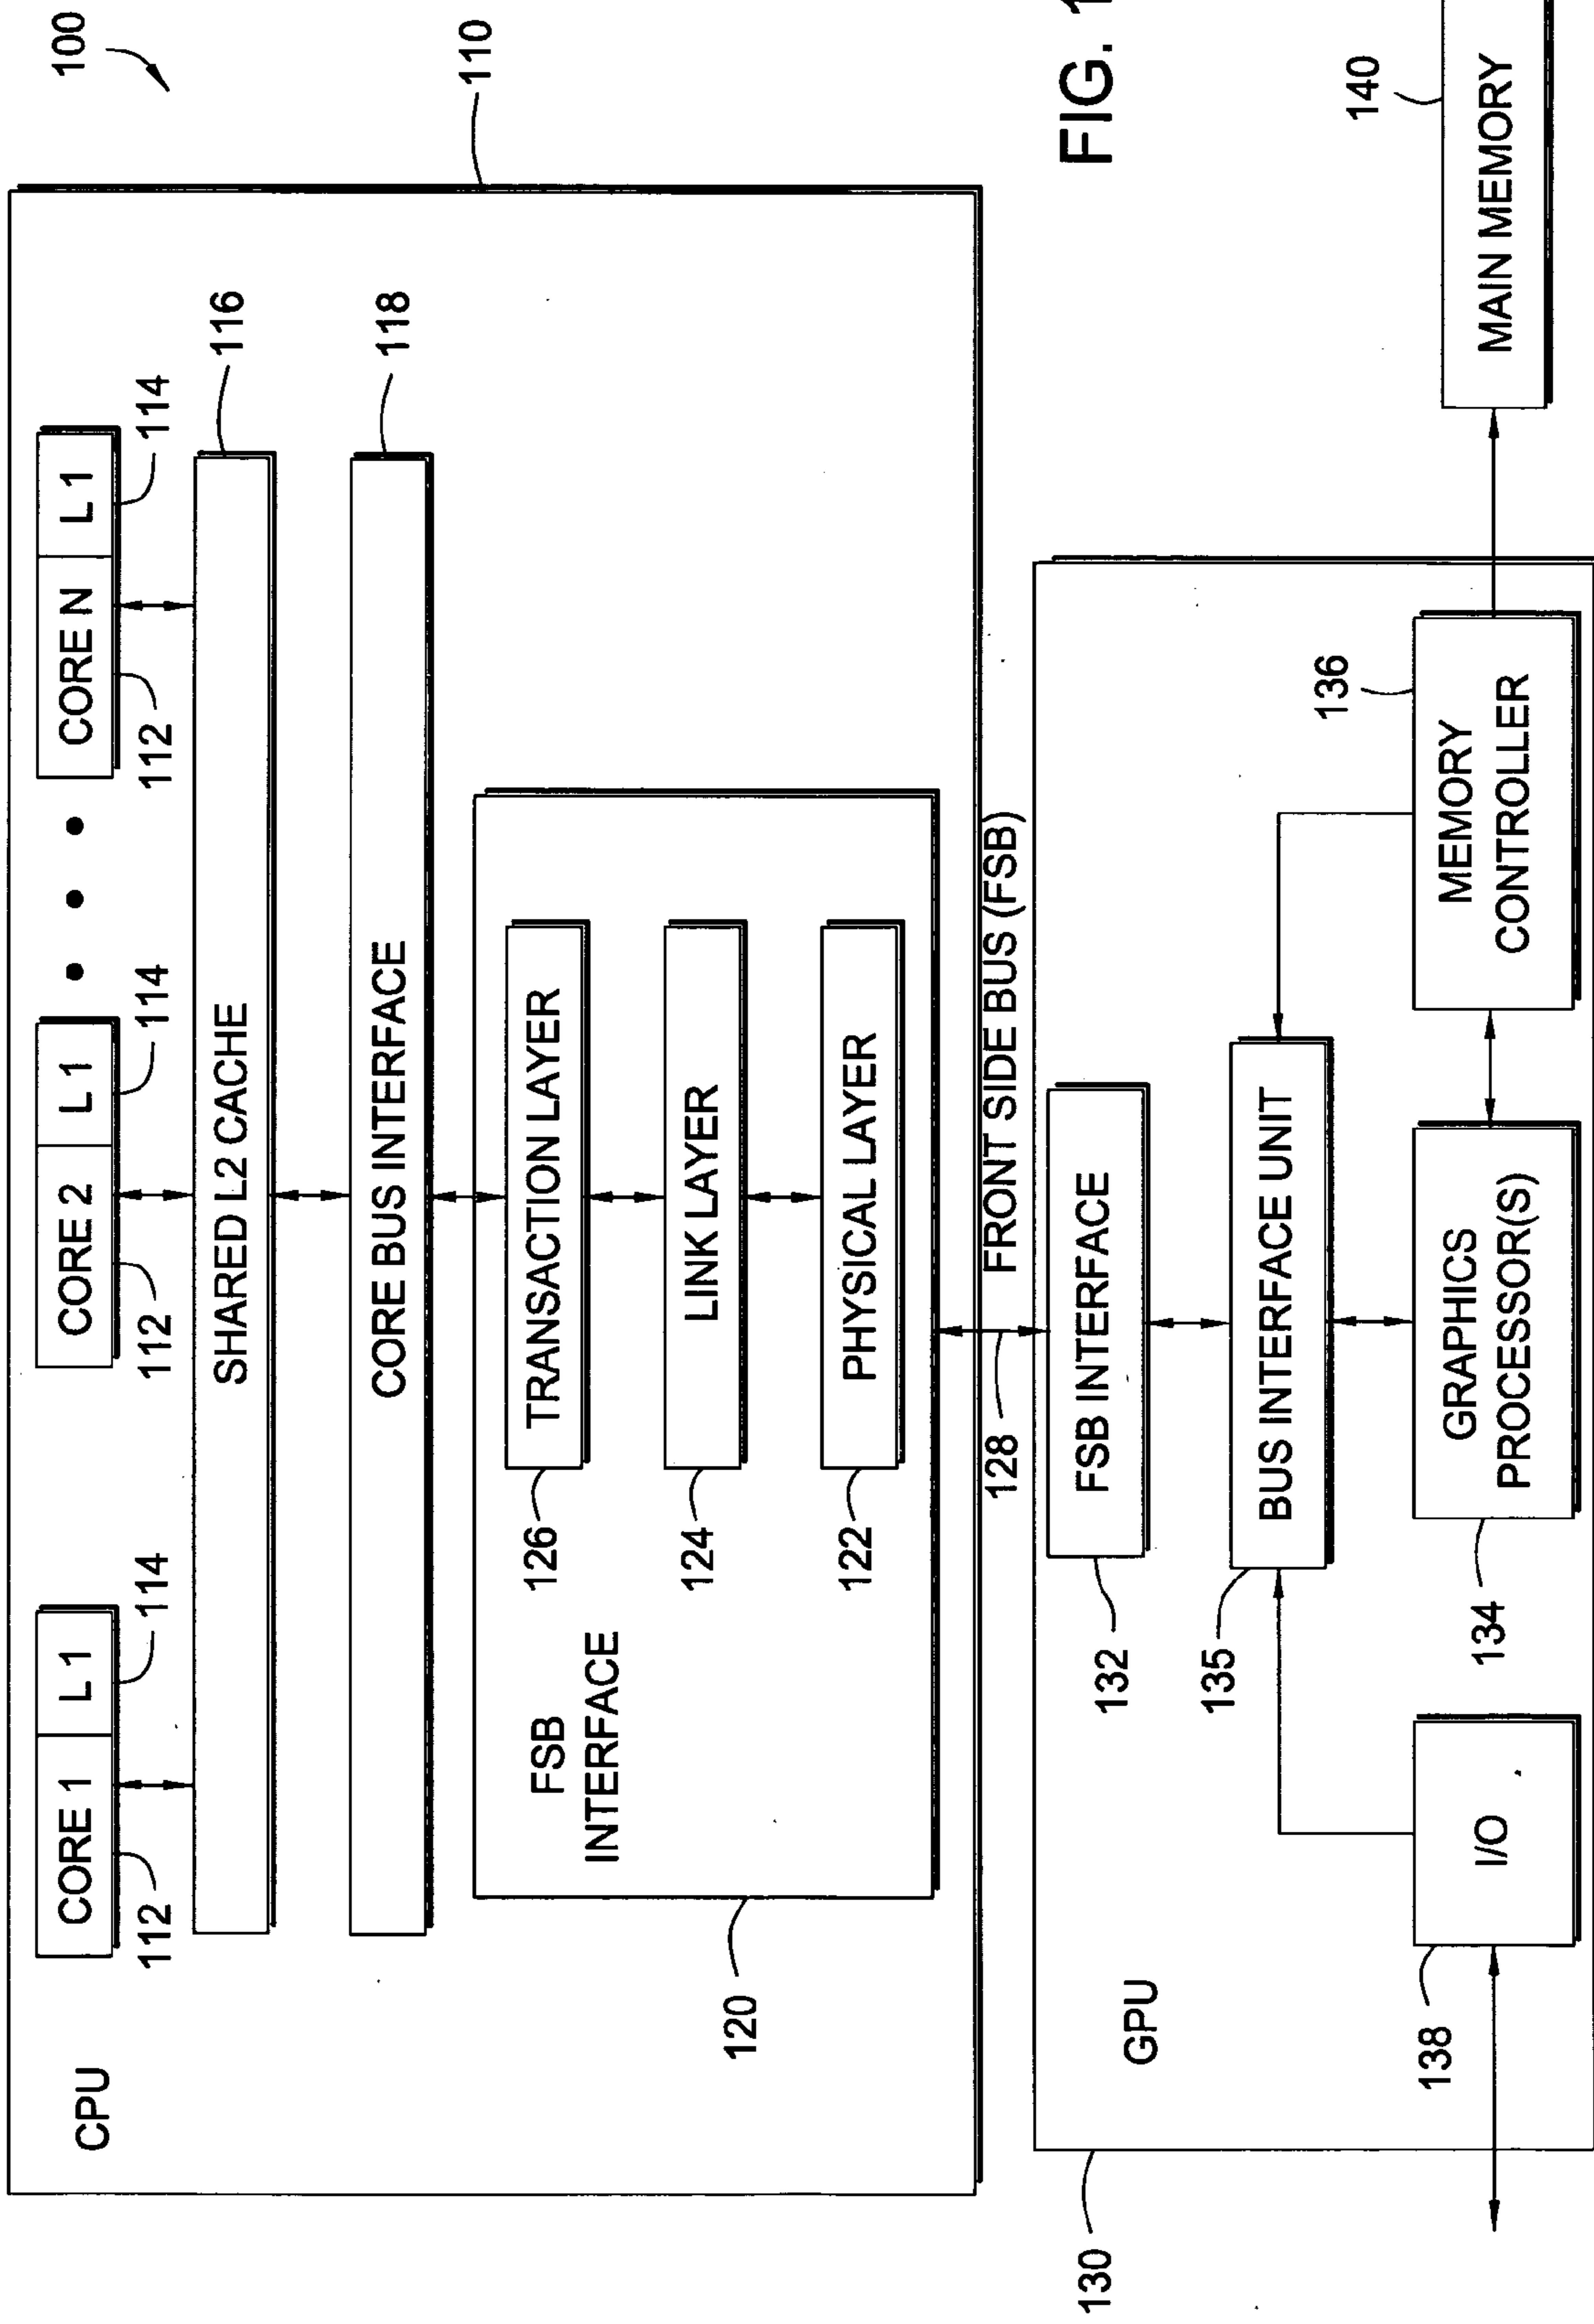 100
CPU
CORE 1
L 1
CORE 2
L 1
CORE N
L 1
112
114
112
114
112
114
SHARED L2 CACHE
116
CORE BUS INTERFACE
118
110
FSB
INTERFACE
TRANSACTION LAYER
126
LINK LAYER
124
PHYSICAL LAYER
122
120
128
FRONT SIDE BUS (FSB)
FIG. 1
130
GPU
FSB INTERFACE
132
BUS INTERFACE UNIT
135
136
140
I/O
138
GRAPHICS
PROCESSOR(S)
134
MEMORY
CONTROLLER
MAIN MEMORY